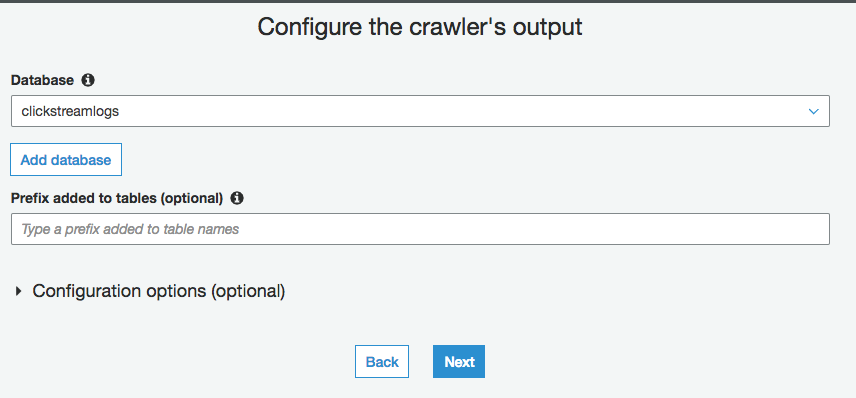 Configure the crawler's output
Database
clickstreamlogs
Add database
Prefix added to tables (optional)
Type a prefix added to table names
Configuration options (optional)
Back Next